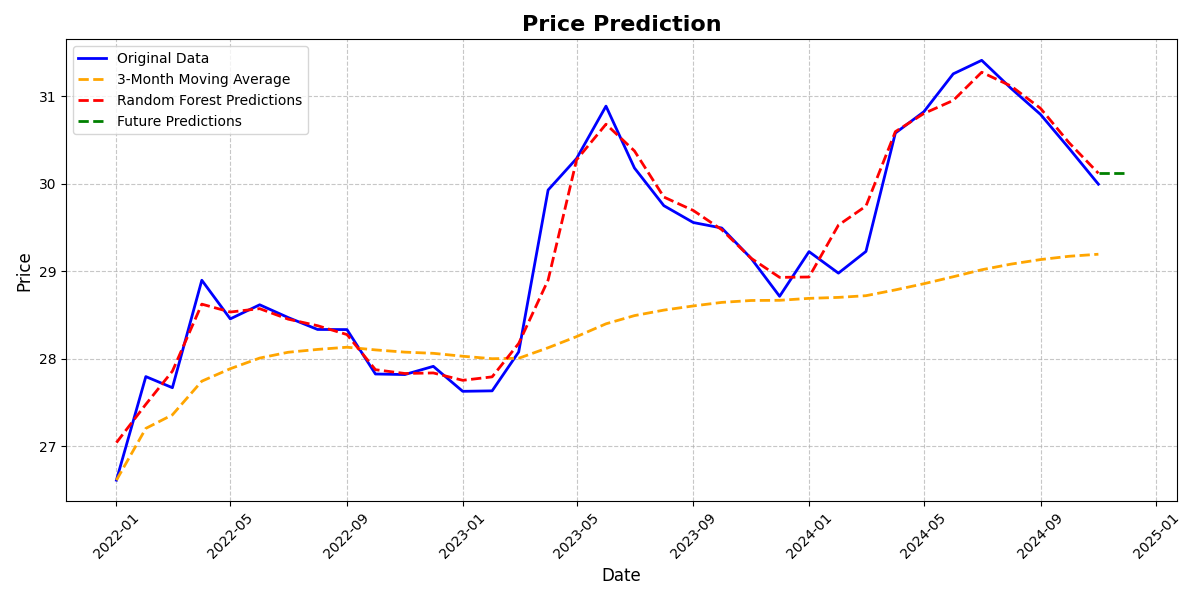 Price Prediction
Original Data
3-Month Moving Average
Random Forest Predictions
Future Predictions
Price
31
30
29
28
27
2022-01
2022-05
2022-09
2023-01
2023-05
2023-09
2024-01
2024-05
2024-09
2025-01
Date